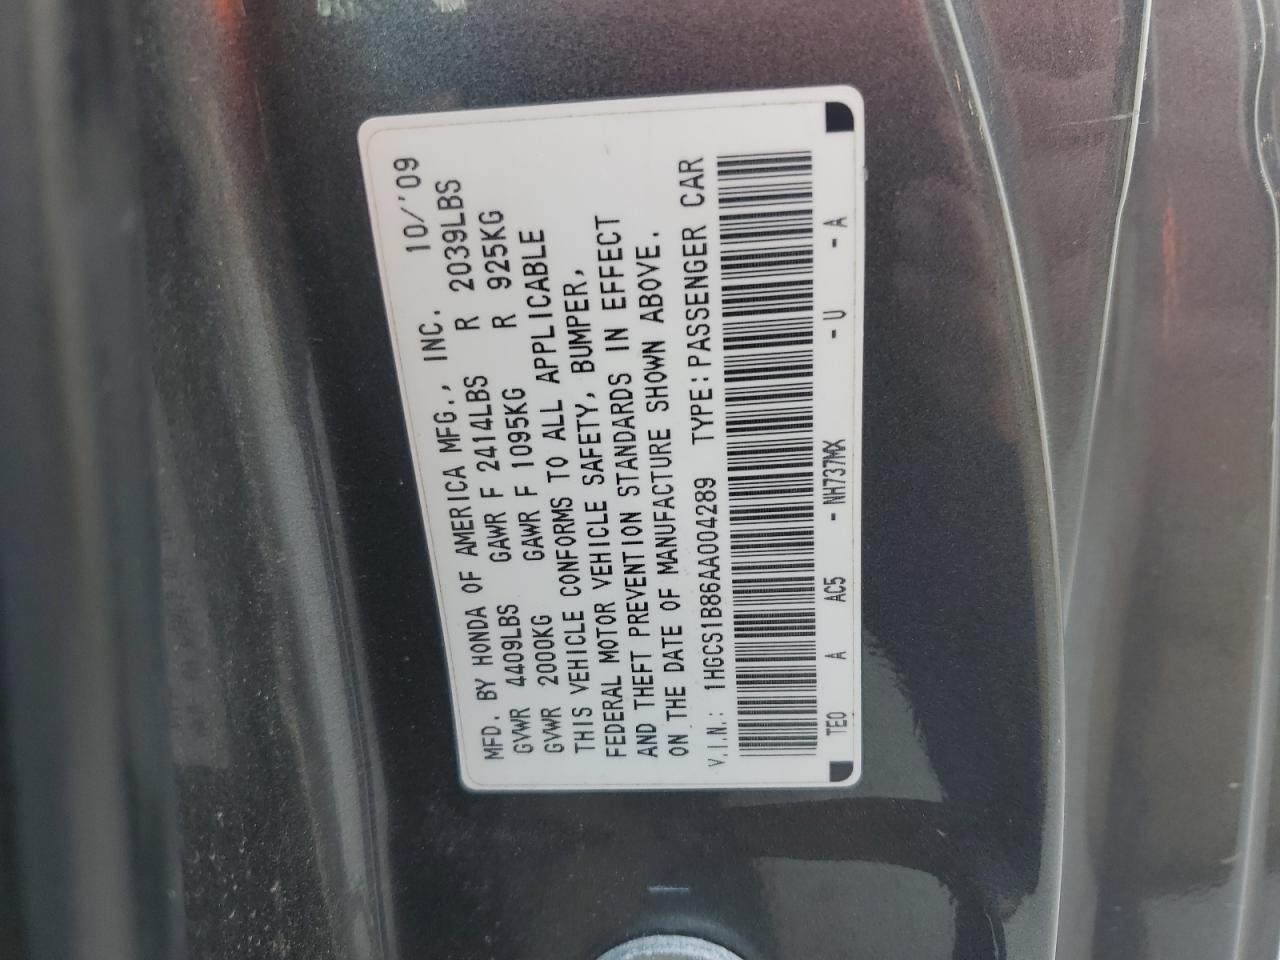 MFD. BY HONDA OF AMERICA MFG., INC. 10/'09
GVWR 4409LBS GAWR F 2414LBS R 2039LBS
GVWR 2000KG GAWR F 1095KG R 925KG
THIS VEHICLE CONFORMS TO ALL APPLICABLE
FEDERAL MOTOR VEHICLE SAFETY, BUMPER,
AND THEFT PREVENTION STANDARDS IN EFFECT
ON THE DATE OF MANUFACTURE SHOWN ABOVE.
V.I.N.: 1HGCS1B86AA004289 TYPE:PASSENGER CAR
TE0 A AC5 - NH737MX - U - A